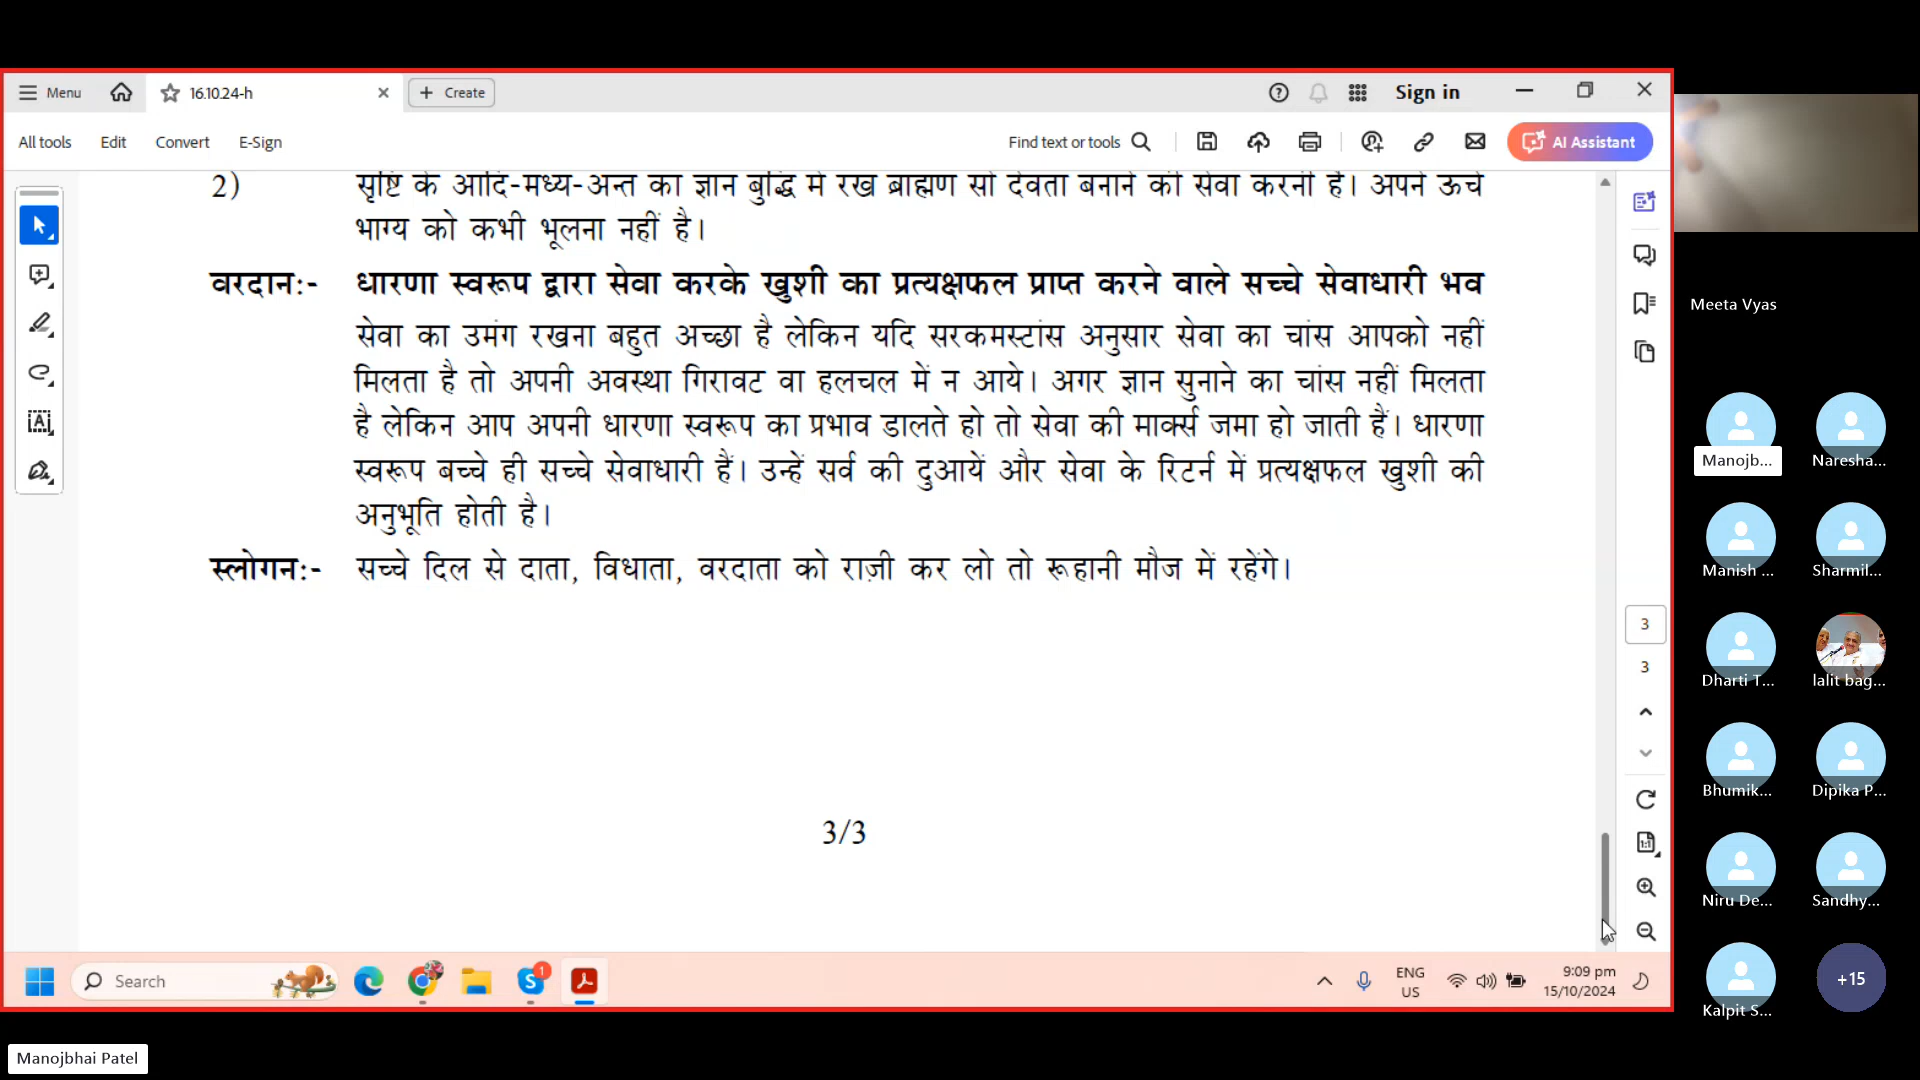 Menu
16.10.24-h
Create
Sign in
All tools
Edit
Convert
E-Sign
Find text or tools
AI Assistant
2) सृष्टि के आदि-मध्य-अन्त का ज्ञान बुद्धि में रख ब्राह्मण सो देवता बनाने की सेवा करनी है। अपने ऊंचे
भाग्य को कभी भूलना नहीं है।
वरदान:- धारणा स्वरूप द्वारा सेवा करके खुशी का प्रत्यक्षफल प्राप्त करने वाले सच्चे सेवाधारी भव
सेवा का उमंग रखना बहुत अच्छा है लेकिन यदि सरकमस्टांस अनुसार सेवा का चांस आपको नहीं
मिलता है तो अपनी अवस्था गिरावट वा हलचल में न आये। अगर ज्ञान सुनाने का चांस नहीं मिलता
है लेकिन आप अपनी धारणा स्वरूप का प्रभाव डालते हो तो सेवा की मार्क्स जमा हो जाती हैं। धारणा
स्वरूप बच्चे ही सच्चे सेवाधारी हैं। उन्हें सर्व की दुआयें और सेवा के रिटर्न में प्रत्यक्षफल खुशी की
अनुभूति होती है।
स्लोगन:- सच्चे दिल से दाता, विधाता, वरदाता को राज़ी कर लो तो रूहानी मौज में रहेंगे।
3/3
3
3
Meeta Vyas
Manojb...
Naresha...
Manish ...
Sharmil...
Dharti T...
lalit bag...
Bhumik...
Dipika P...
Niru De...
Sandhy...
Kalpit S...
+15
Search
1
ENG
US
9:09 pm
15/10/2024
Manojbhai Patel